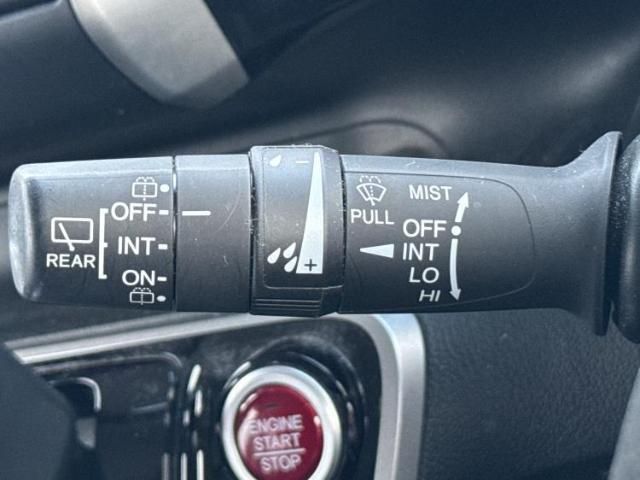 OFF
INT
REAR
ON
-
+
PULL
MIST
OFF
INT
LO
HI
ENGINE
START
STOP